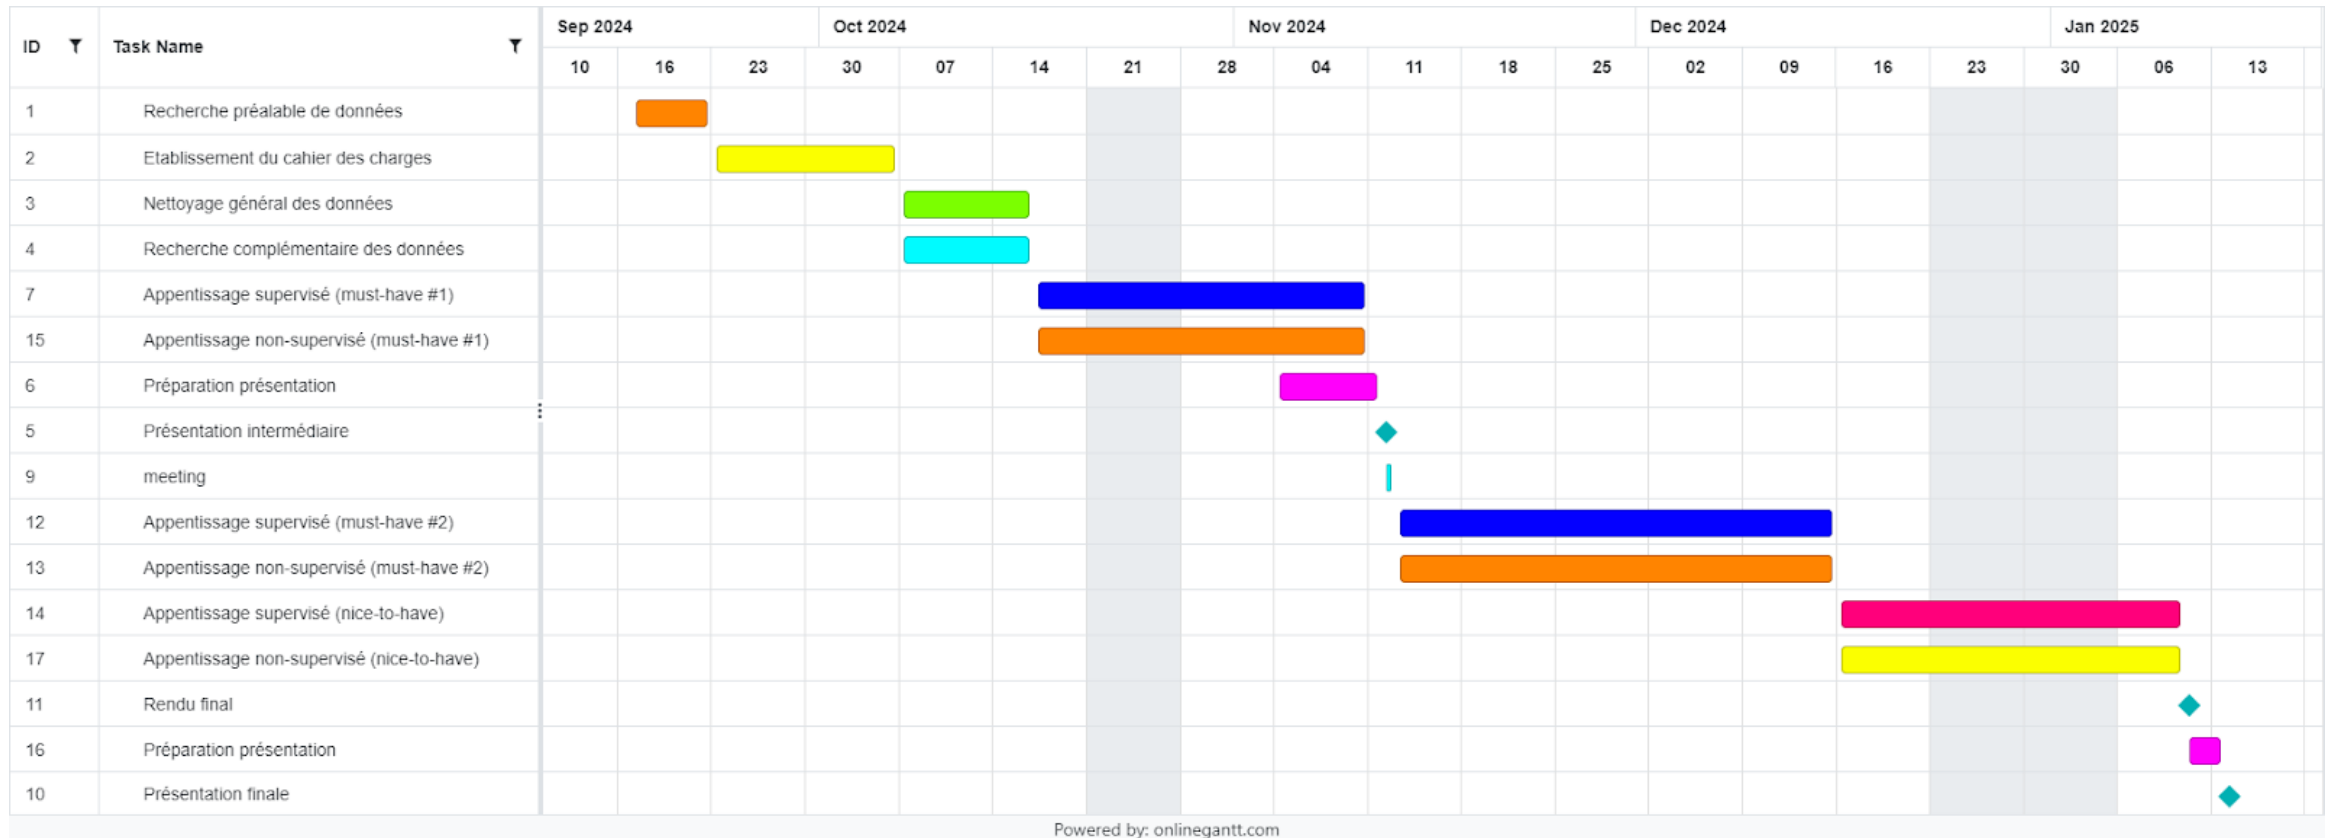 ID Task Name Sep 2024 Oct 2024 Nov 2024 Dec 2024 Jan 2025
10 16 23 30 07 14 21 28 04 11 18 25 02 09 16 23 30 06 13
1 Recherche préalable de données
2 Etablissement du cahier des charges
3 Nettoyage général des données
4 Recherche complémentaire des données
7 Appentissage supervisé (must-have #1)
15 Appentissage non-supervisé (must-have #1)
6 Préparation présentation
5 Présentation intermédiaire
9 meeting
12 Appentissage supervisé (must-have #2)
13 Appentissage non-supervisé (must-have #2)
14 Appentissage supervisé (nice-to-have)
17 Appentissage non-supervisé (nice-to-have)
11 Rendu final
16 Préparation présentation
10 Présentation finale
Powered by: onlinegantt.com